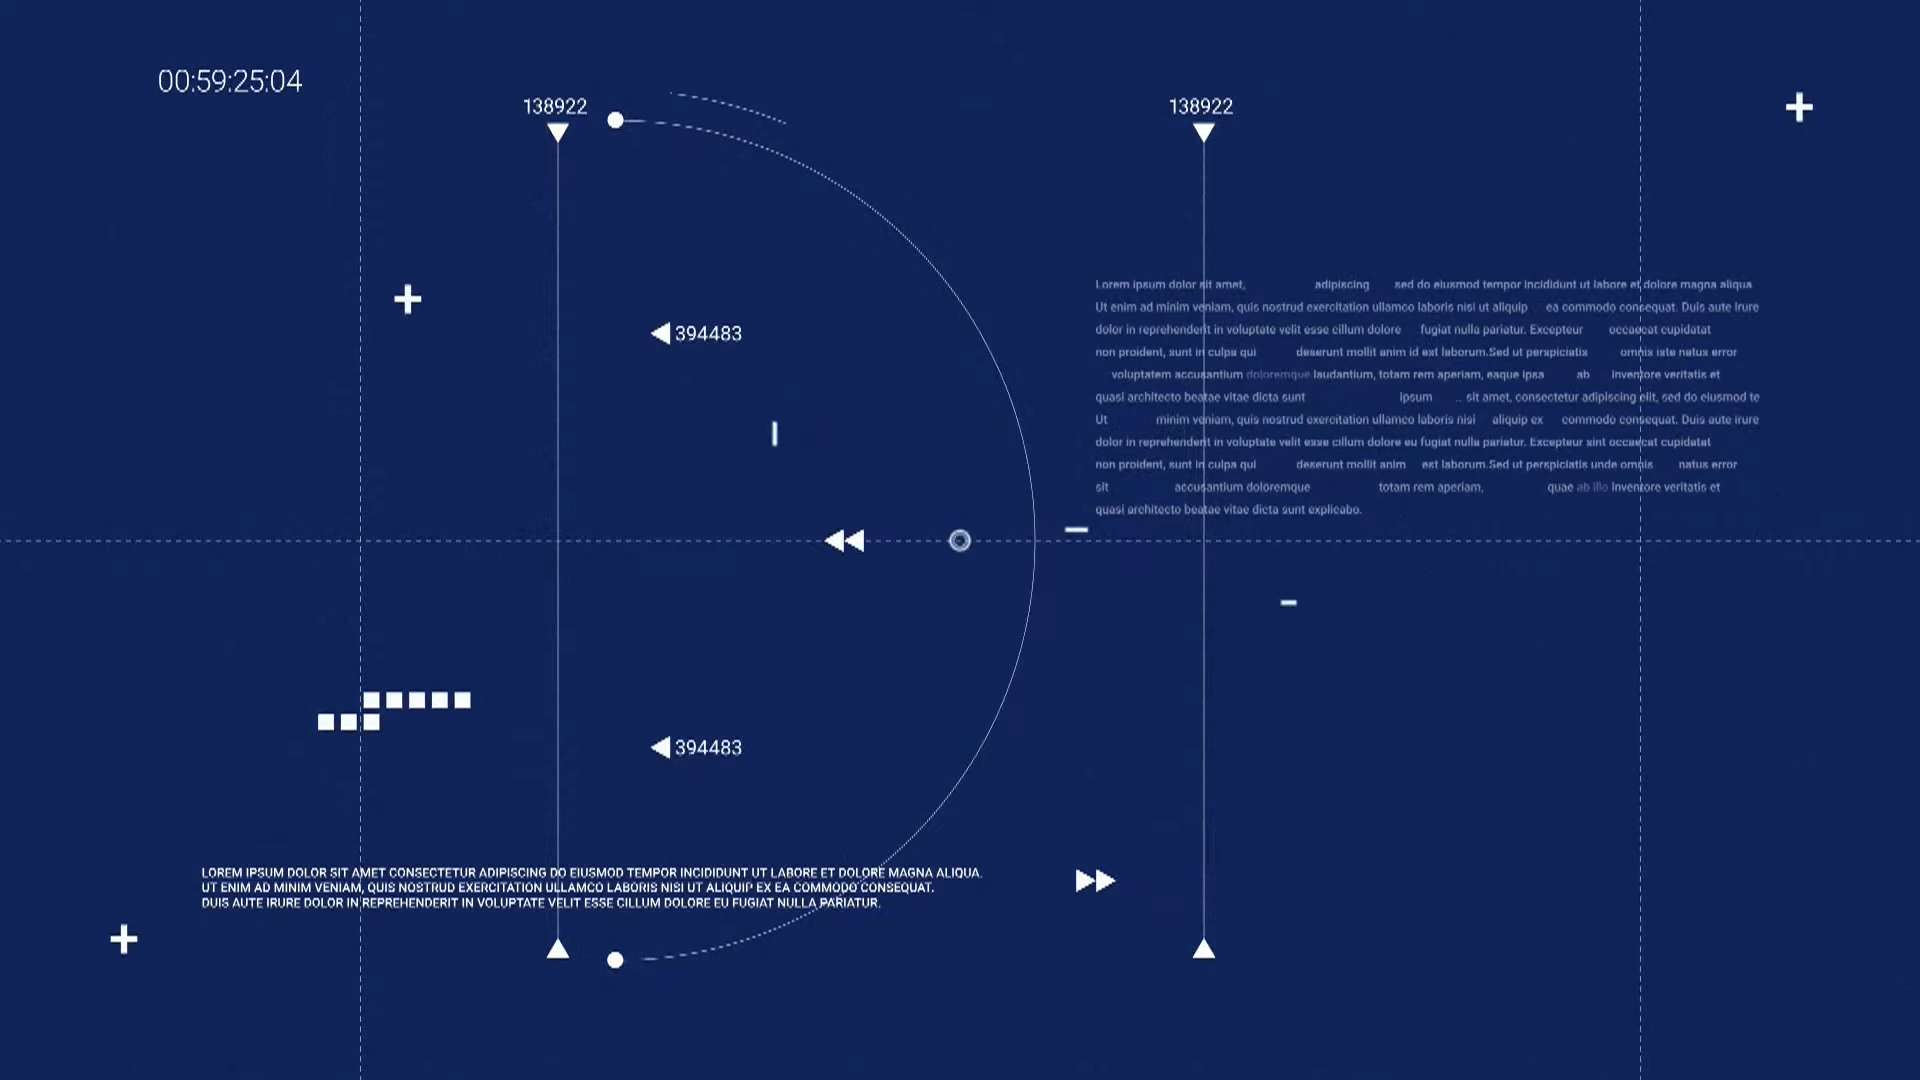 00:59:25:04
138922
138922
394483
Lorem ipsum dolor sit amet, adipiscing sed do eiusmod tempor incididunt ut labore et dolore magna aliqua
Ut enim ad minim veniam, quis nostrud exercitation ullamco laboris nisi ut aliquip ea commodo consequat. Duis aute irure
dolor in reprehenderit in voluptate velit esse cillum dolore fugiat nulla pariatur. Excepteur occaecat cupidatat
non proident, sunt in culpa qui deserunt mollit anim id est laborum.Sed ut perspiciatis omnis iste natus error
voluptatem accusantium doloremque laudantium, totam rem aperiam, eaque ipsa ab inventore veritatis et
quasi architecto beatae vitae dicta sunt ipsum sit amet, consectetur adipiscing elit, sed do eiusmod te
Ut minim veniam, quis nostrud exercitation ullamco laboris nisi aliquip ex commodo consequat. Duis aute irure
dolor in reprehenderit in voluptate velit esse cillum dolore eu fugiat nulla pariatur. Excepteur sint occaecat cupidatat
non proident, sunt in culpa qui deserunt mollit anim est laborum.Sed ut perspiciatis unde omnis natus error
sit accusantium doloremque totam rem aperiam, quae ab illo inventore veritatis et
quasi architecto beatae vitae dicta sunt explicabo.
394483
LOREM IPSUM DOLOR SIT AMET CONSECTETUR ADIPISCING DO EIUSMOD TEMPOR INCIDIDUNT UT LABORE ET DOLORE MAGNA ALIQUA.
UT ENIM AD MINIM VENIAM, QUIS NOSTRUD EXERCITATION ULLAMCO LABORIS NISI UT ALIQUIP EX EA COMMODO CONSEQUAT.
DUIS AUTE IRURE DOLOR IN REPREHENDERIT IN VOLUPTATE VELIT ESSE CILLUM DOLORE EU FUGIAT NULLA PARIATUR.